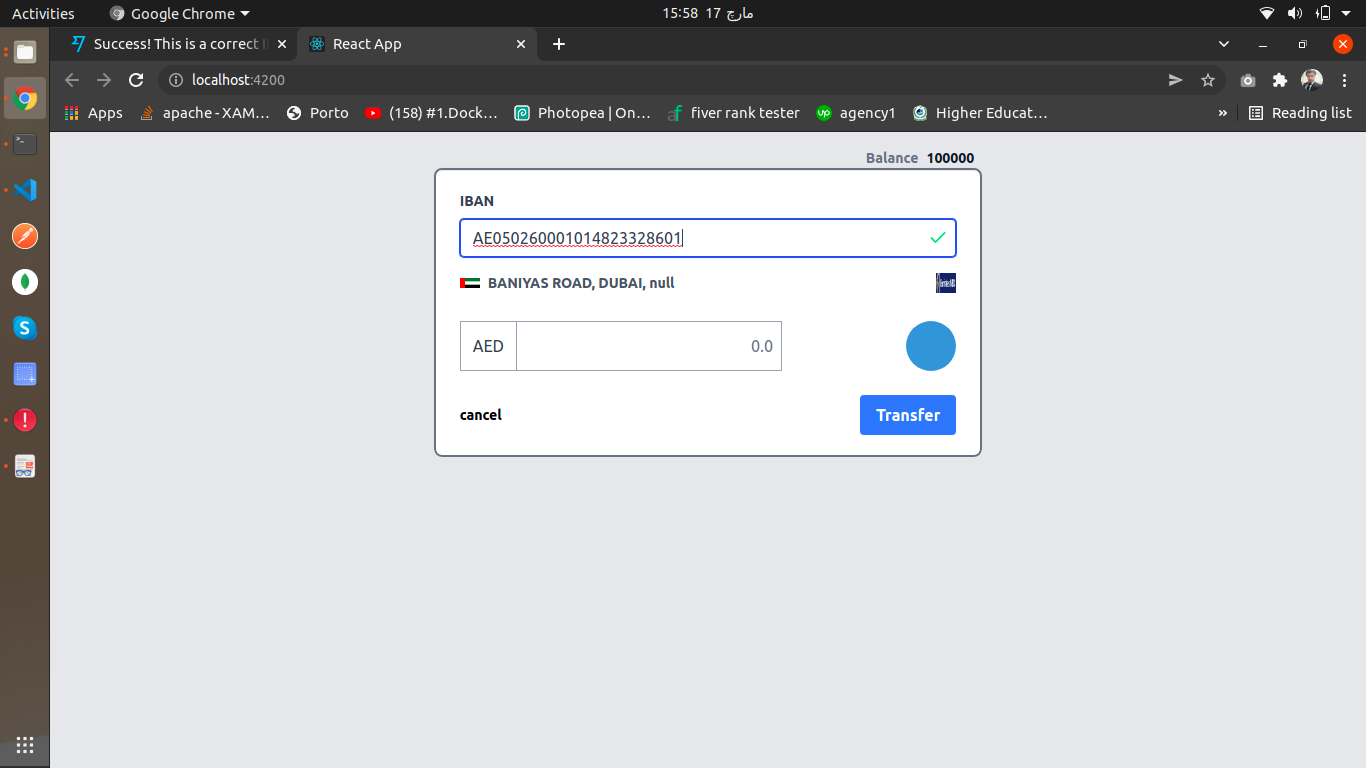 Activities Google Chrome 15:58 17 مارچ
Success! This is a correct React App
localhost:4200
Apps apache - XAM... Porto (158) #1.Dock... Photopea | On... fiver rank tester agency1 Higher Educat... » Reading list
Balance 100000
IBAN
AE050260001014823328601
BANIYAS ROAD, DUBAI, null
AED 0.0
cancel Transfer